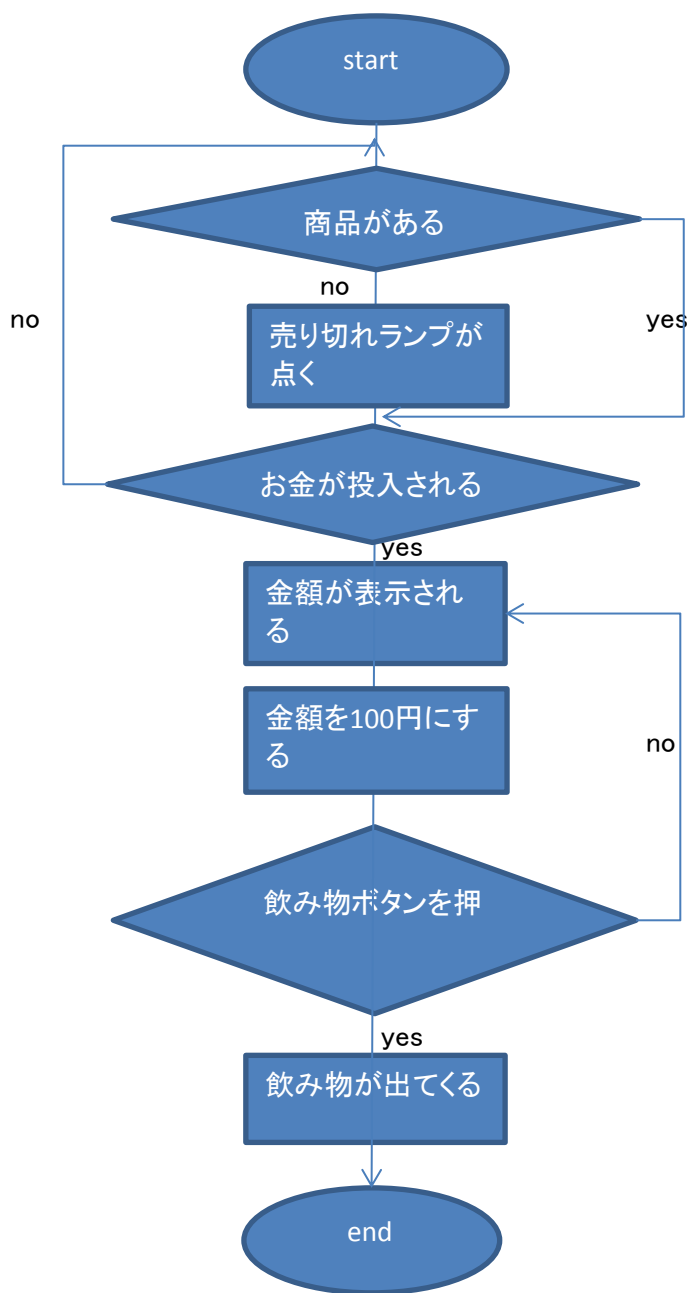 start
商品がある
no
売り切れランプが
点く
no
yes
お金が投入される
yes
金額が表示され
る
金額を100円にす
る
no
飲み物ボタンを押
yes
飲み物が出てくる
end